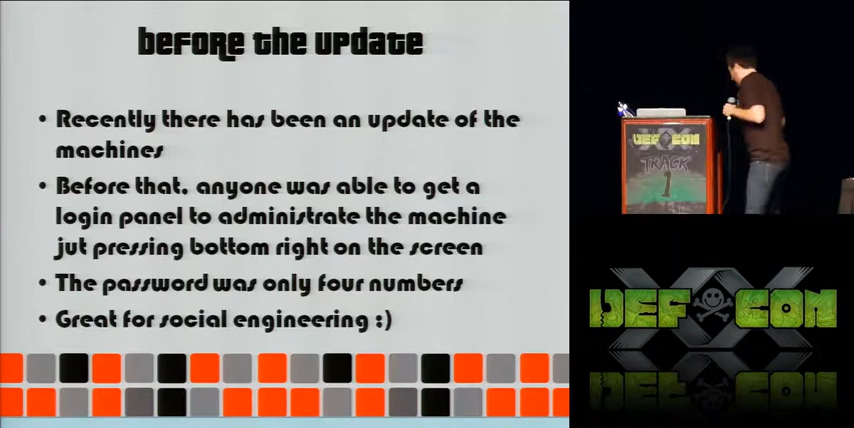 before the update
• Recently there has been an update of the
machines
• Before that, anyone was able to get a
login panel to administrate the machine
jut pressing bottom right on the screen
• The password was only four numbers
• Great for social engineering :)
DEF CON
TRACK
1
XX
DEF CON